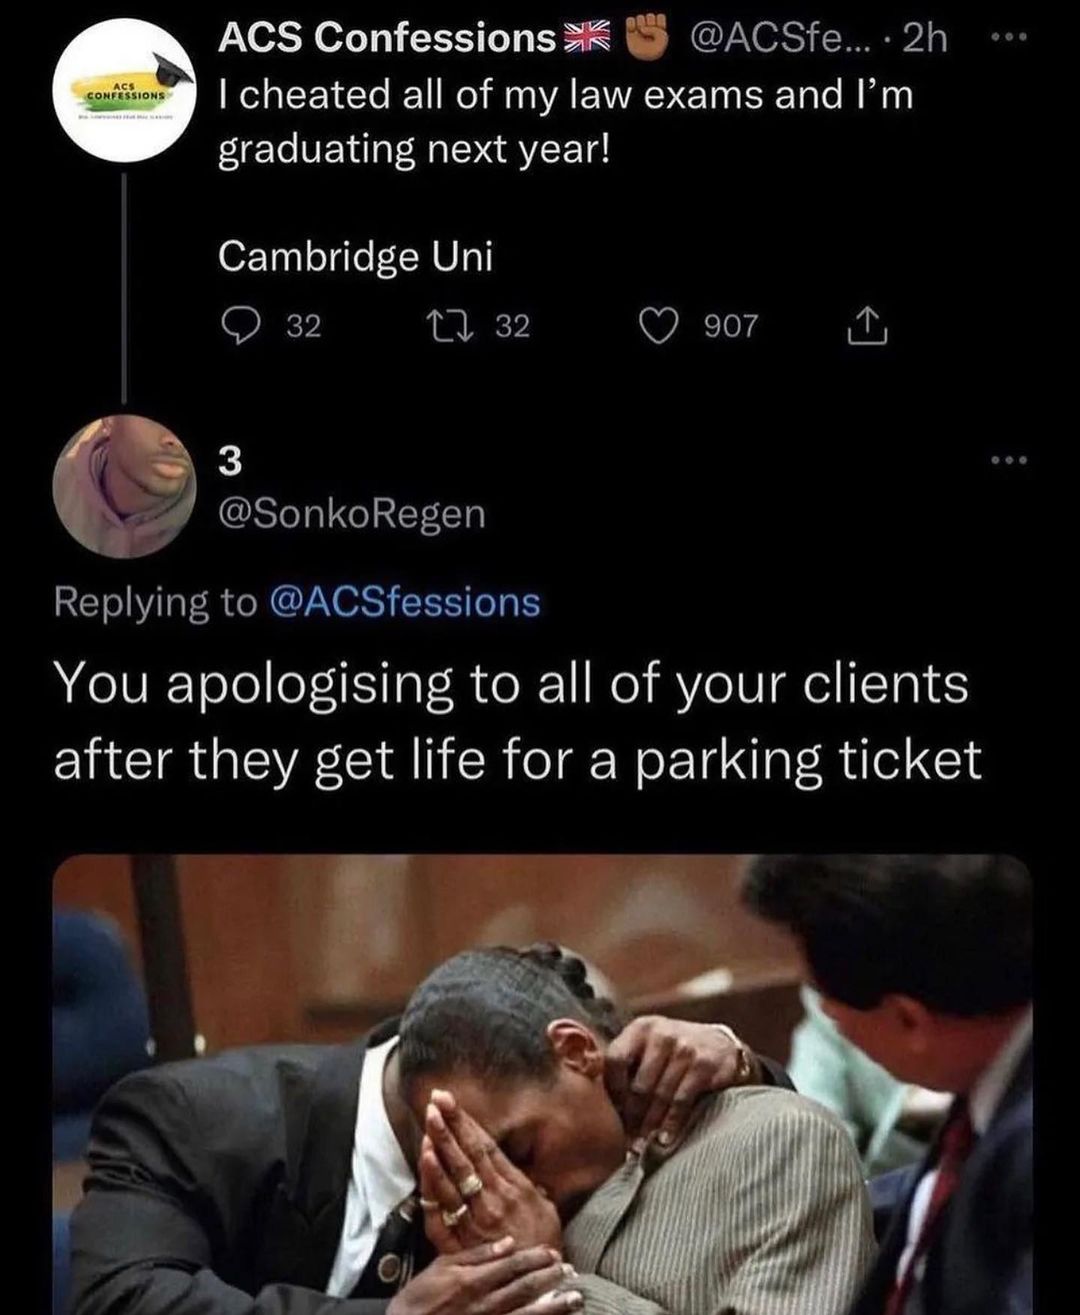 ACS Confessions🇬🇧✊🏾 @ACSfe... · 2h
ACS
CONFESSIONS
I cheated all of my law exams and I’m
graduating next year!
Cambridge Uni
32 32 907
3
@SonkoRegen
Replying to @ACSfessions
You apologising to all of your clients
after they get life for a parking ticket